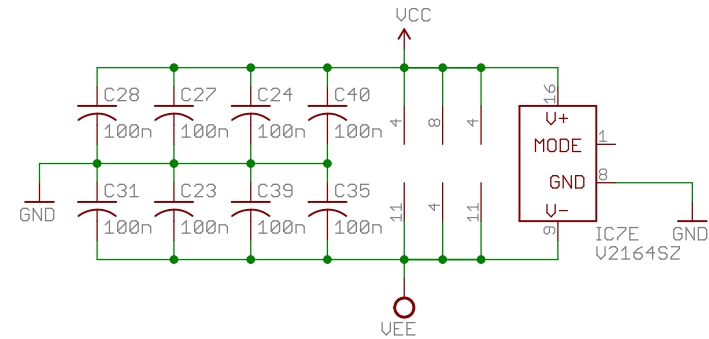 VCC
C28 C27 C24 C40
100n 100n 100n 100n
4 8 4
16
V+
MODE 1
GND 8
V-
9
C31 C23 C39 C35
100n 100n 100n 100n
11 4 11
GND
GND
IC7E
V2164SZ
VEE